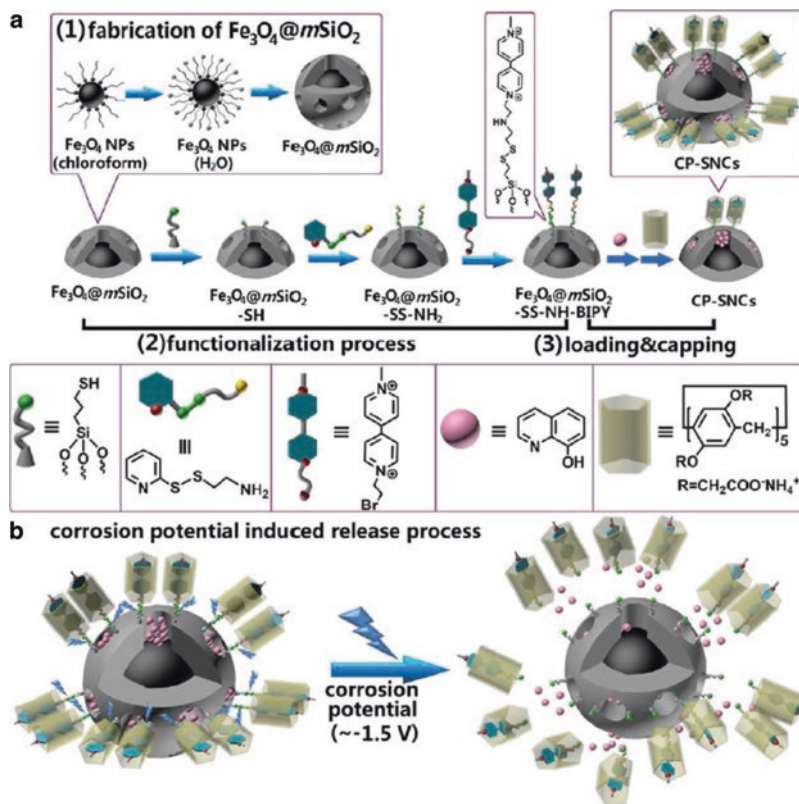 a
(1) fabrication of Fe₃O₄@mSiO₂
Fe₃O₄ NPs
(chloroform)
Fe₃O₄ NPs
(H₂O)
Fe₃O₄@mSiO₂
N
N
HN
S
S
Si
O O O
CP-SNCs
Fe₃O₄@mSiO₂
Fe₃O₄@mSiO₂
-SH
Fe₃O₄@mSiO₂
-SS-NH₂
Fe₃O₄@mSiO₂
-SS-NH-BIPY
CP-SNCs
(2) functionalization process
(3) loading&capping
SH
≡
Si
O O O
≡
N S-S NH₂
≡
N⊕
N⊕
Br
≡
N
OH
≡
OR
CH₂
5
RO
R=CH₂COO⁻NH₄⁺
b corrosion potential induced release process
corrosion
potential
(~-1.5 V)